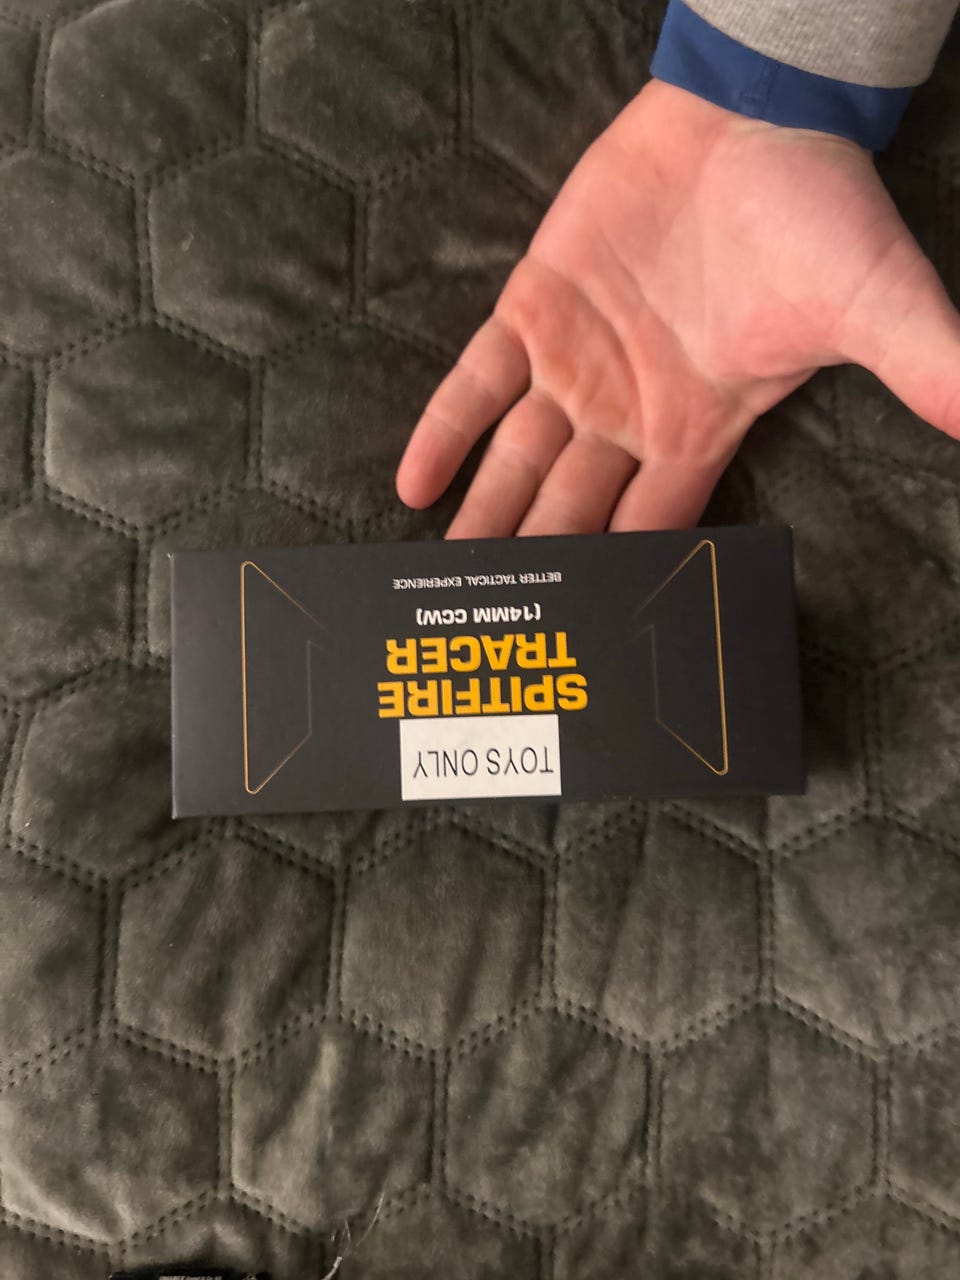 TOYS ONLY
SPITFIRE
TRACER
(14MM CCW)
BETTER TACTICAL EXPERIENCE